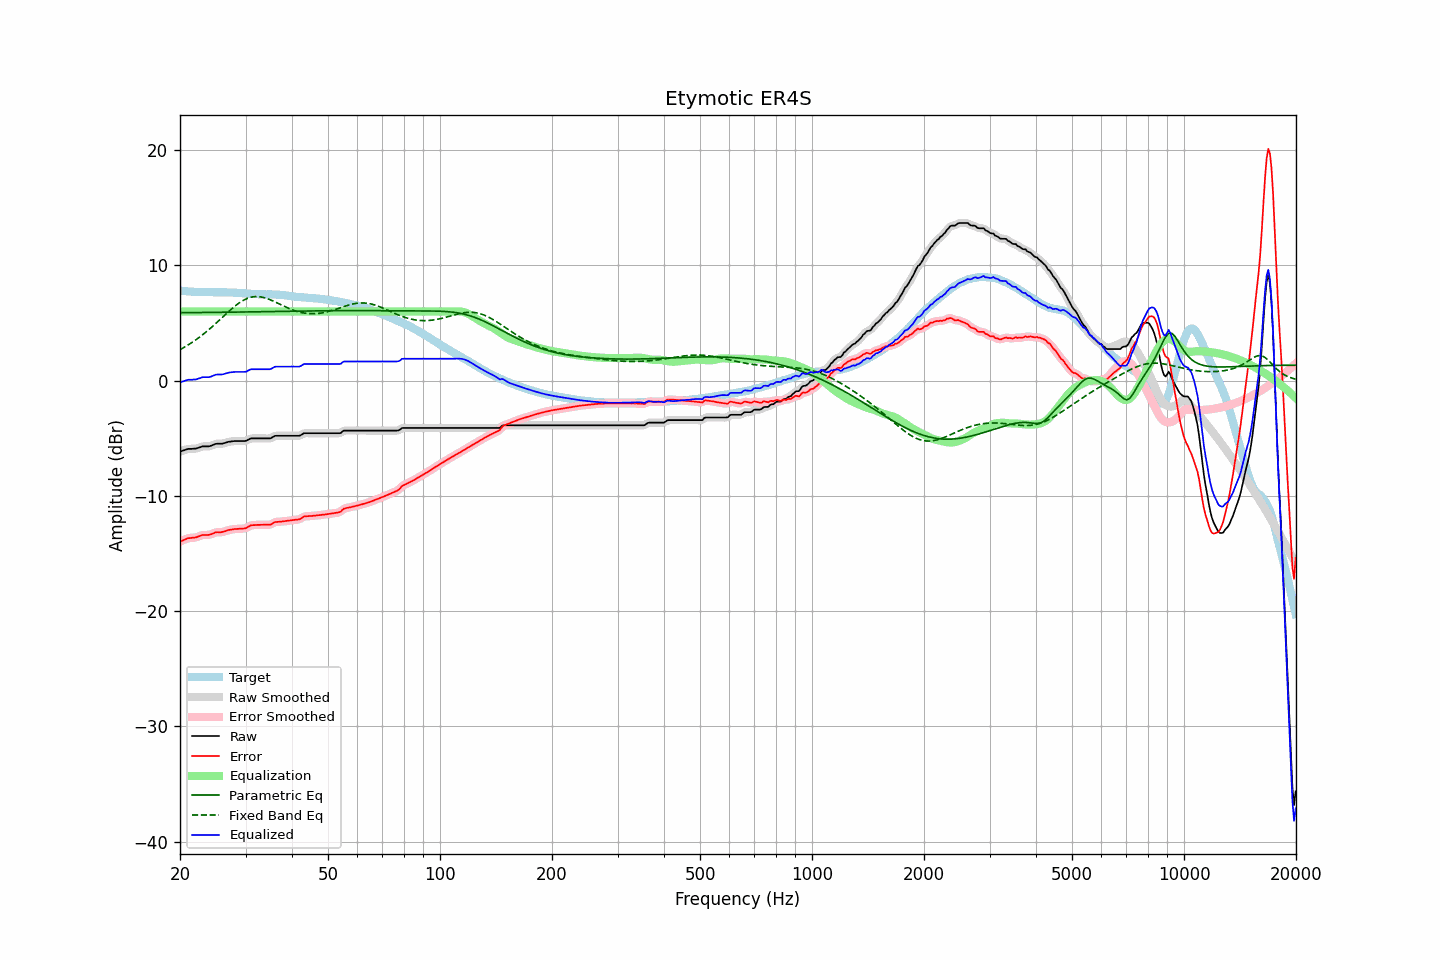 Etymotic ER4S
Amplitude (dBr)
20
10
0
−10
−20
−30
−40
Target
Raw Smoothed
Error Smoothed
Raw
Error
Equalization
Parametric Eq
Fixed Band Eq
Equalized
20 50 100 200 500 1000 2000 5000 10000 20000
Frequency (Hz)